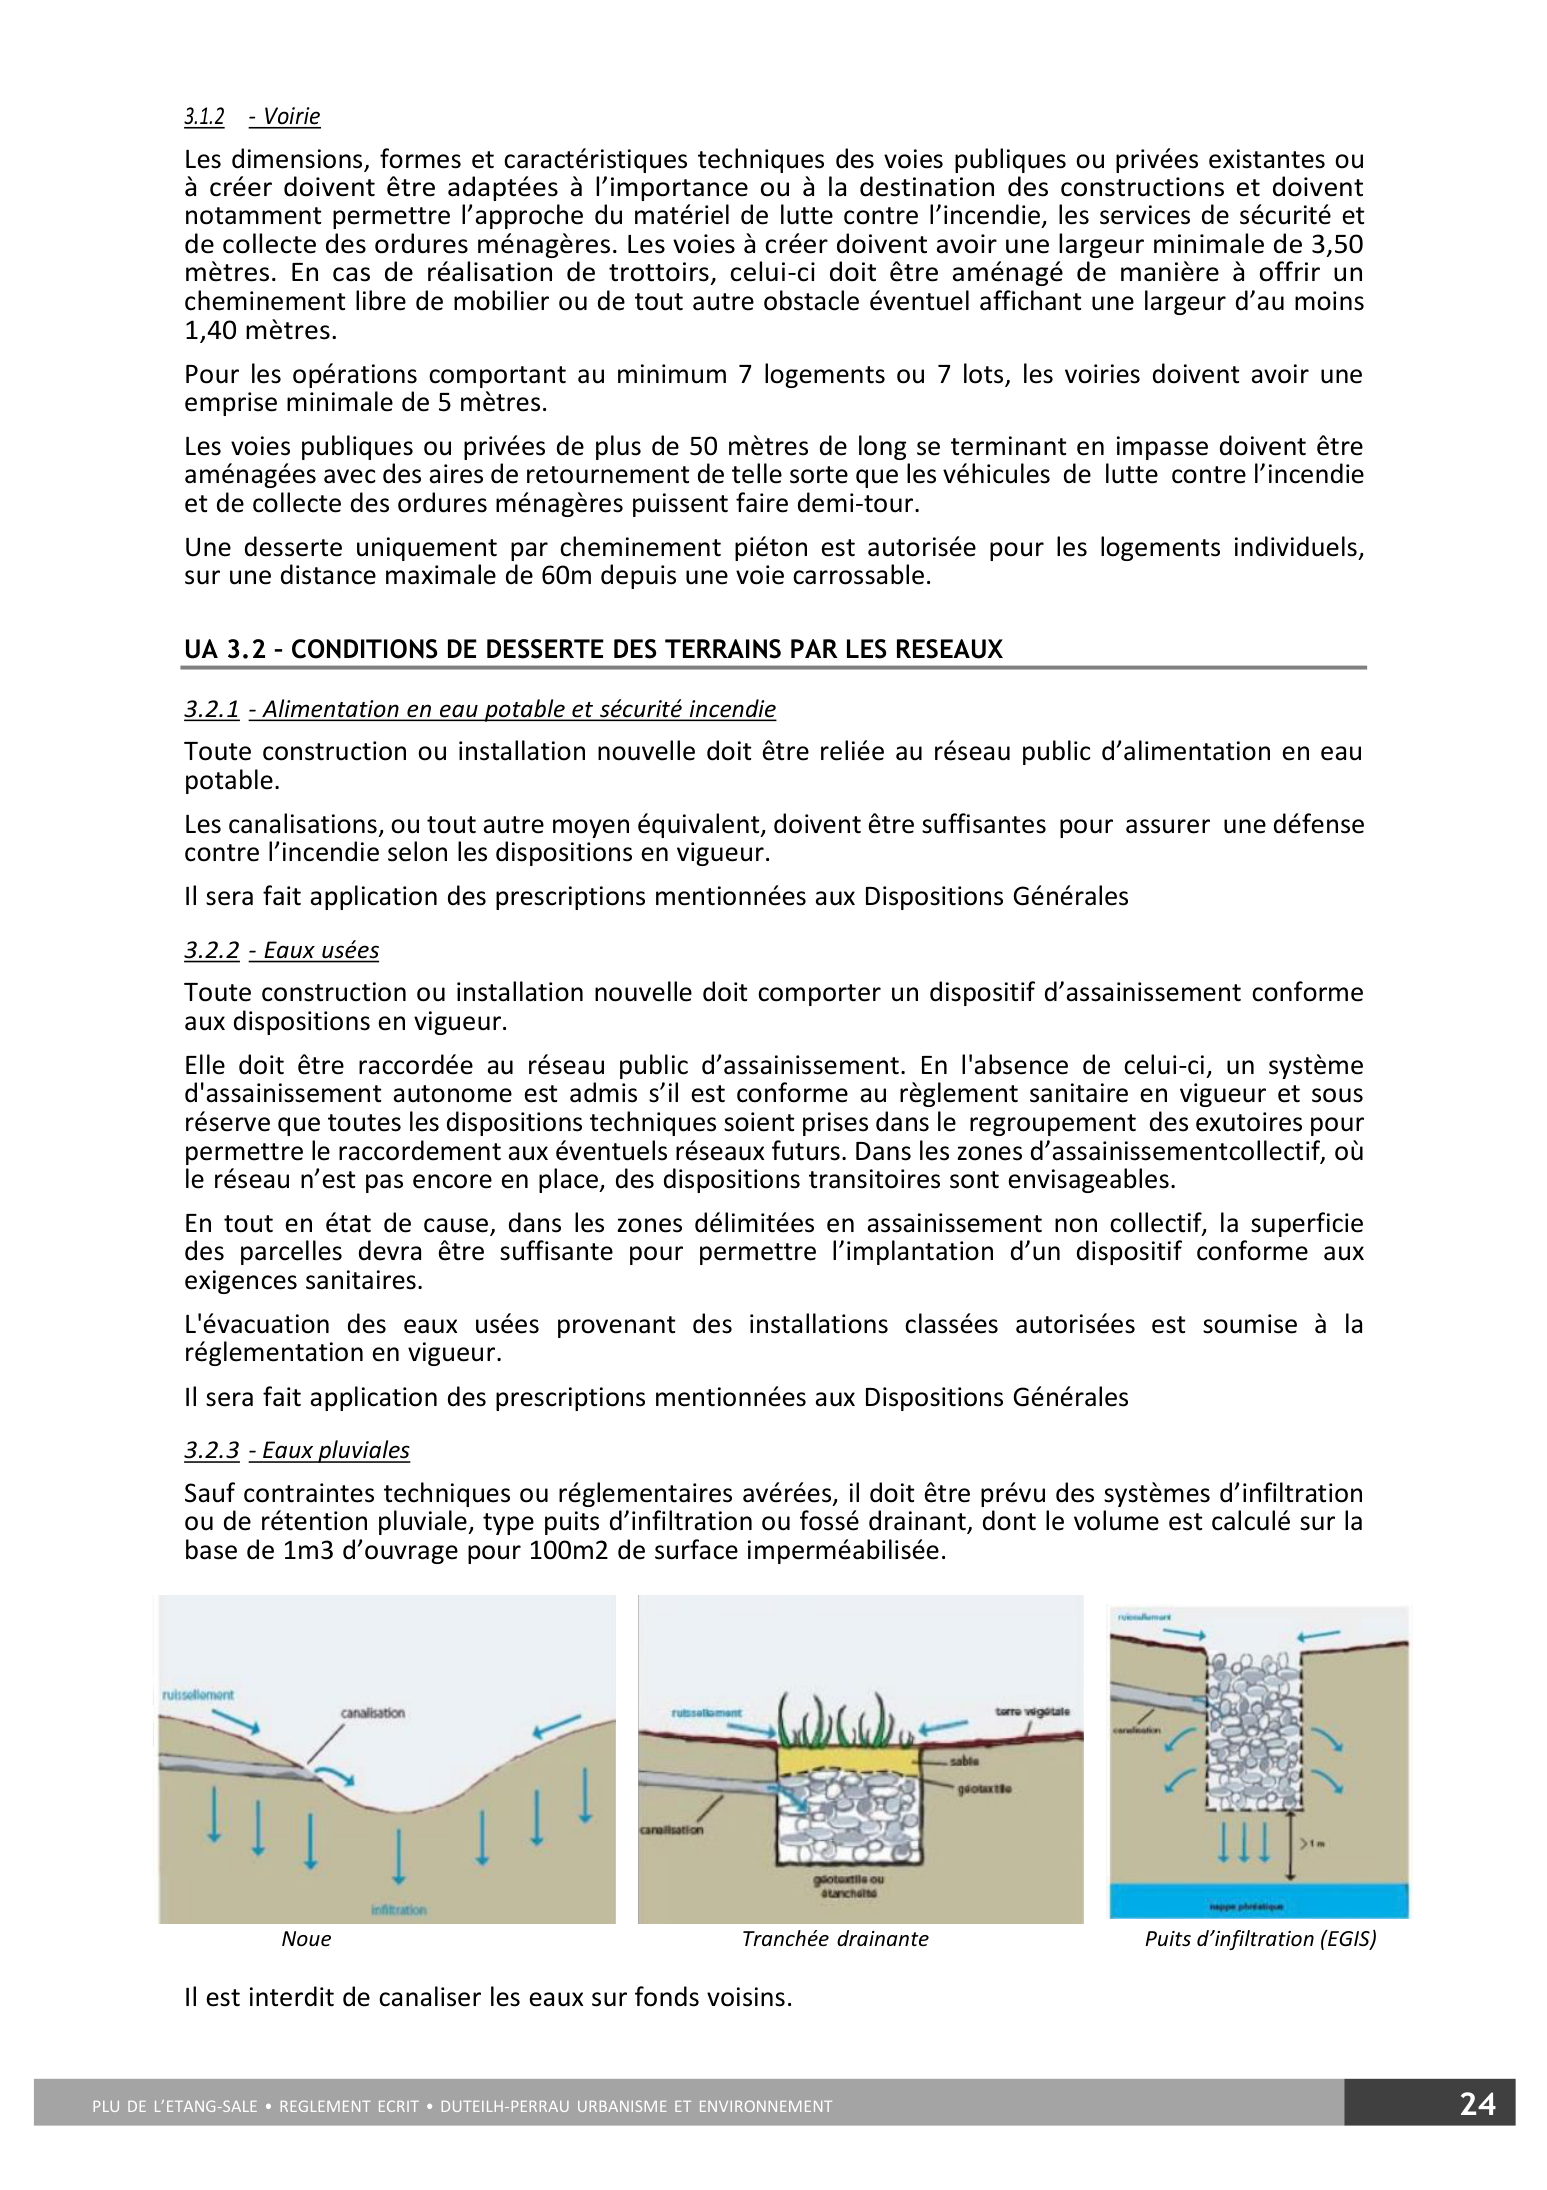 3.1.2 - Voirie
Les dimensions, formes et caractéristiques techniques des voies publiques ou privées existantes ou
à créer doivent être adaptées à l’importance ou à la destination des constructions et doivent
notamment permettre l’approche du matériel de lutte contre l’incendie, les services de sécurité et
de collecte des ordures ménagères. Les voies à créer doivent avoir une largeur minimale de 3,50
mètres. En cas de réalisation de trottoirs, celui-ci doit être aménagé de manière à offrir un
cheminement libre de mobilier ou de tout autre obstacle éventuel affichant une largeur d’au moins
1,40 mètres.
Pour les opérations comportant au minimum 7 logements ou 7 lots, les voiries doivent avoir une
emprise minimale de 5 mètres.
Les voies publiques ou privées de plus de 50 mètres de long se terminant en impasse doivent être
aménagées avec des aires de retournement de telle sorte que les véhicules de lutte contre l’incendie
et de collecte des ordures ménagères puissent faire demi-tour.
Une desserte uniquement par cheminement piéton est autorisée pour les logements individuels,
sur une distance maximale de 60m depuis une voie carrossable.
UA 3.2 – CONDITIONS DE DESSERTE DES TERRAINS PAR LES RESEAUX
3.2.1 - Alimentation en eau potable et sécurité incendie
Toute construction ou installation nouvelle doit être reliée au réseau public d’alimentation en eau
potable.
Les canalisations, ou tout autre moyen équivalent, doivent être suffisantes pour assurer une défense
contre l’incendie selon les dispositions en vigueur.
Il sera fait application des prescriptions mentionnées aux Dispositions Générales
3.2.2 - Eaux usées
Toute construction ou installation nouvelle doit comporter un dispositif d’assainissement conforme
aux dispositions en vigueur.
Elle doit être raccordée au réseau public d’assainissement. En l'absence de celui-ci, un système
d'assainissement autonome est admis s’il est conforme au règlement sanitaire en vigueur et sous
réserve que toutes les dispositions techniques soient prises dans le regroupement des exutoires pour
permettre le raccordement aux éventuels réseaux futurs. Dans les zones d’assainissementcollectif, où
le réseau n’est pas encore en place, des dispositions transitoires sont envisageables.
En tout en état de cause, dans les zones délimitées en assainissement non collectif, la superficie
des parcelles devra être suffisante pour permettre l’implantation d’un dispositif conforme aux
exigences sanitaires.
L'évacuation des eaux usées provenant des installations classées autorisées est soumise à la
réglementation en vigueur.
Il sera fait application des prescriptions mentionnées aux Dispositions Générales
3.2.3 - Eaux pluviales
Sauf contraintes techniques ou réglementaires avérées, il doit être prévu des systèmes d’infiltration
ou de rétention pluviale, type puits d’infiltration ou fossé drainant, dont le volume est calculé sur la
base de 1m3 d’ouvrage pour 100m2 de surface imperméabilisée.
ruissellement
canalisation
infiltration
ruissellement
terre végétale
sable
géotextile
canalisation
géotextile ou
étanchéité
ruissellement
canalisation
>1 m
nappe phréatique
Noue
Tranchée drainante
Puits d’infiltration (EGIS)
Il est interdit de canaliser les eaux sur fonds voisins.
PLU DE L’ETANG-SALE • REGLEMENT ECRIT • DUTEILH-PERRAU URBANISME ET ENVIRONNEMENT
24